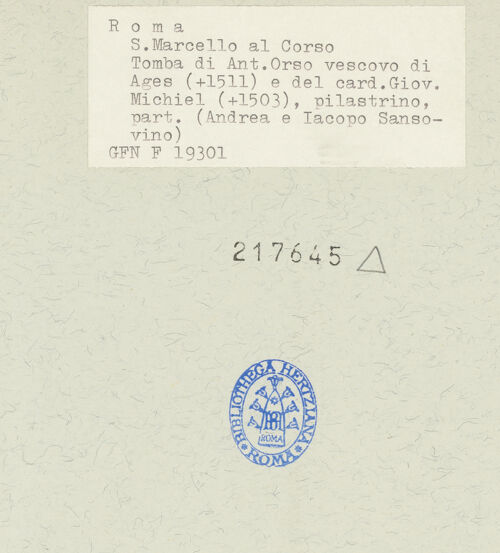 R o m a
S.Marcello al Corso
Tomba di Ant.Orso vescovo di
Ages (+1511) e del card.Giov.
Michiel (+1503), pilastrino,
part. (Andrea e Iacopo Sanso-
vino)
GFN F 19301
217645
BIBLIOTHECA HERTZIANA
BH
ROMA
ROMA